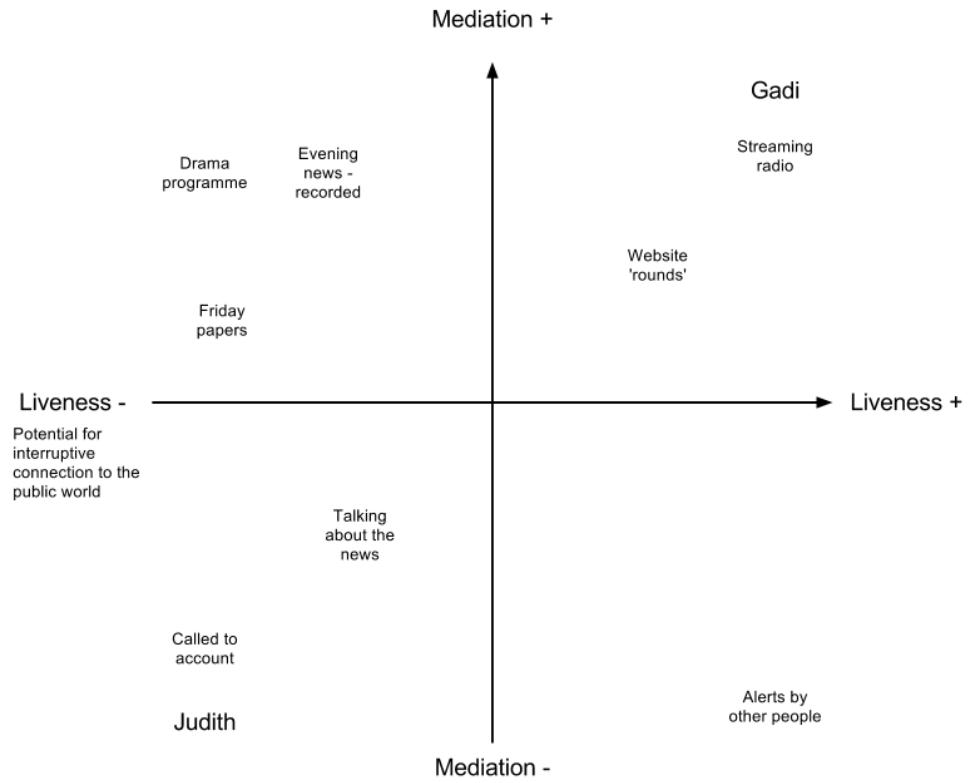 Mediation +
Gadi
Streaming
radio
Drama
programme
Evening
news -
recorded
Website
'rounds'
Friday
papers
Liveness -
Liveness +
Potential for
interruptive
connection to the
public world
Talking
about the
news
Called to
account
Judith
Alerts by
other people
Mediation -